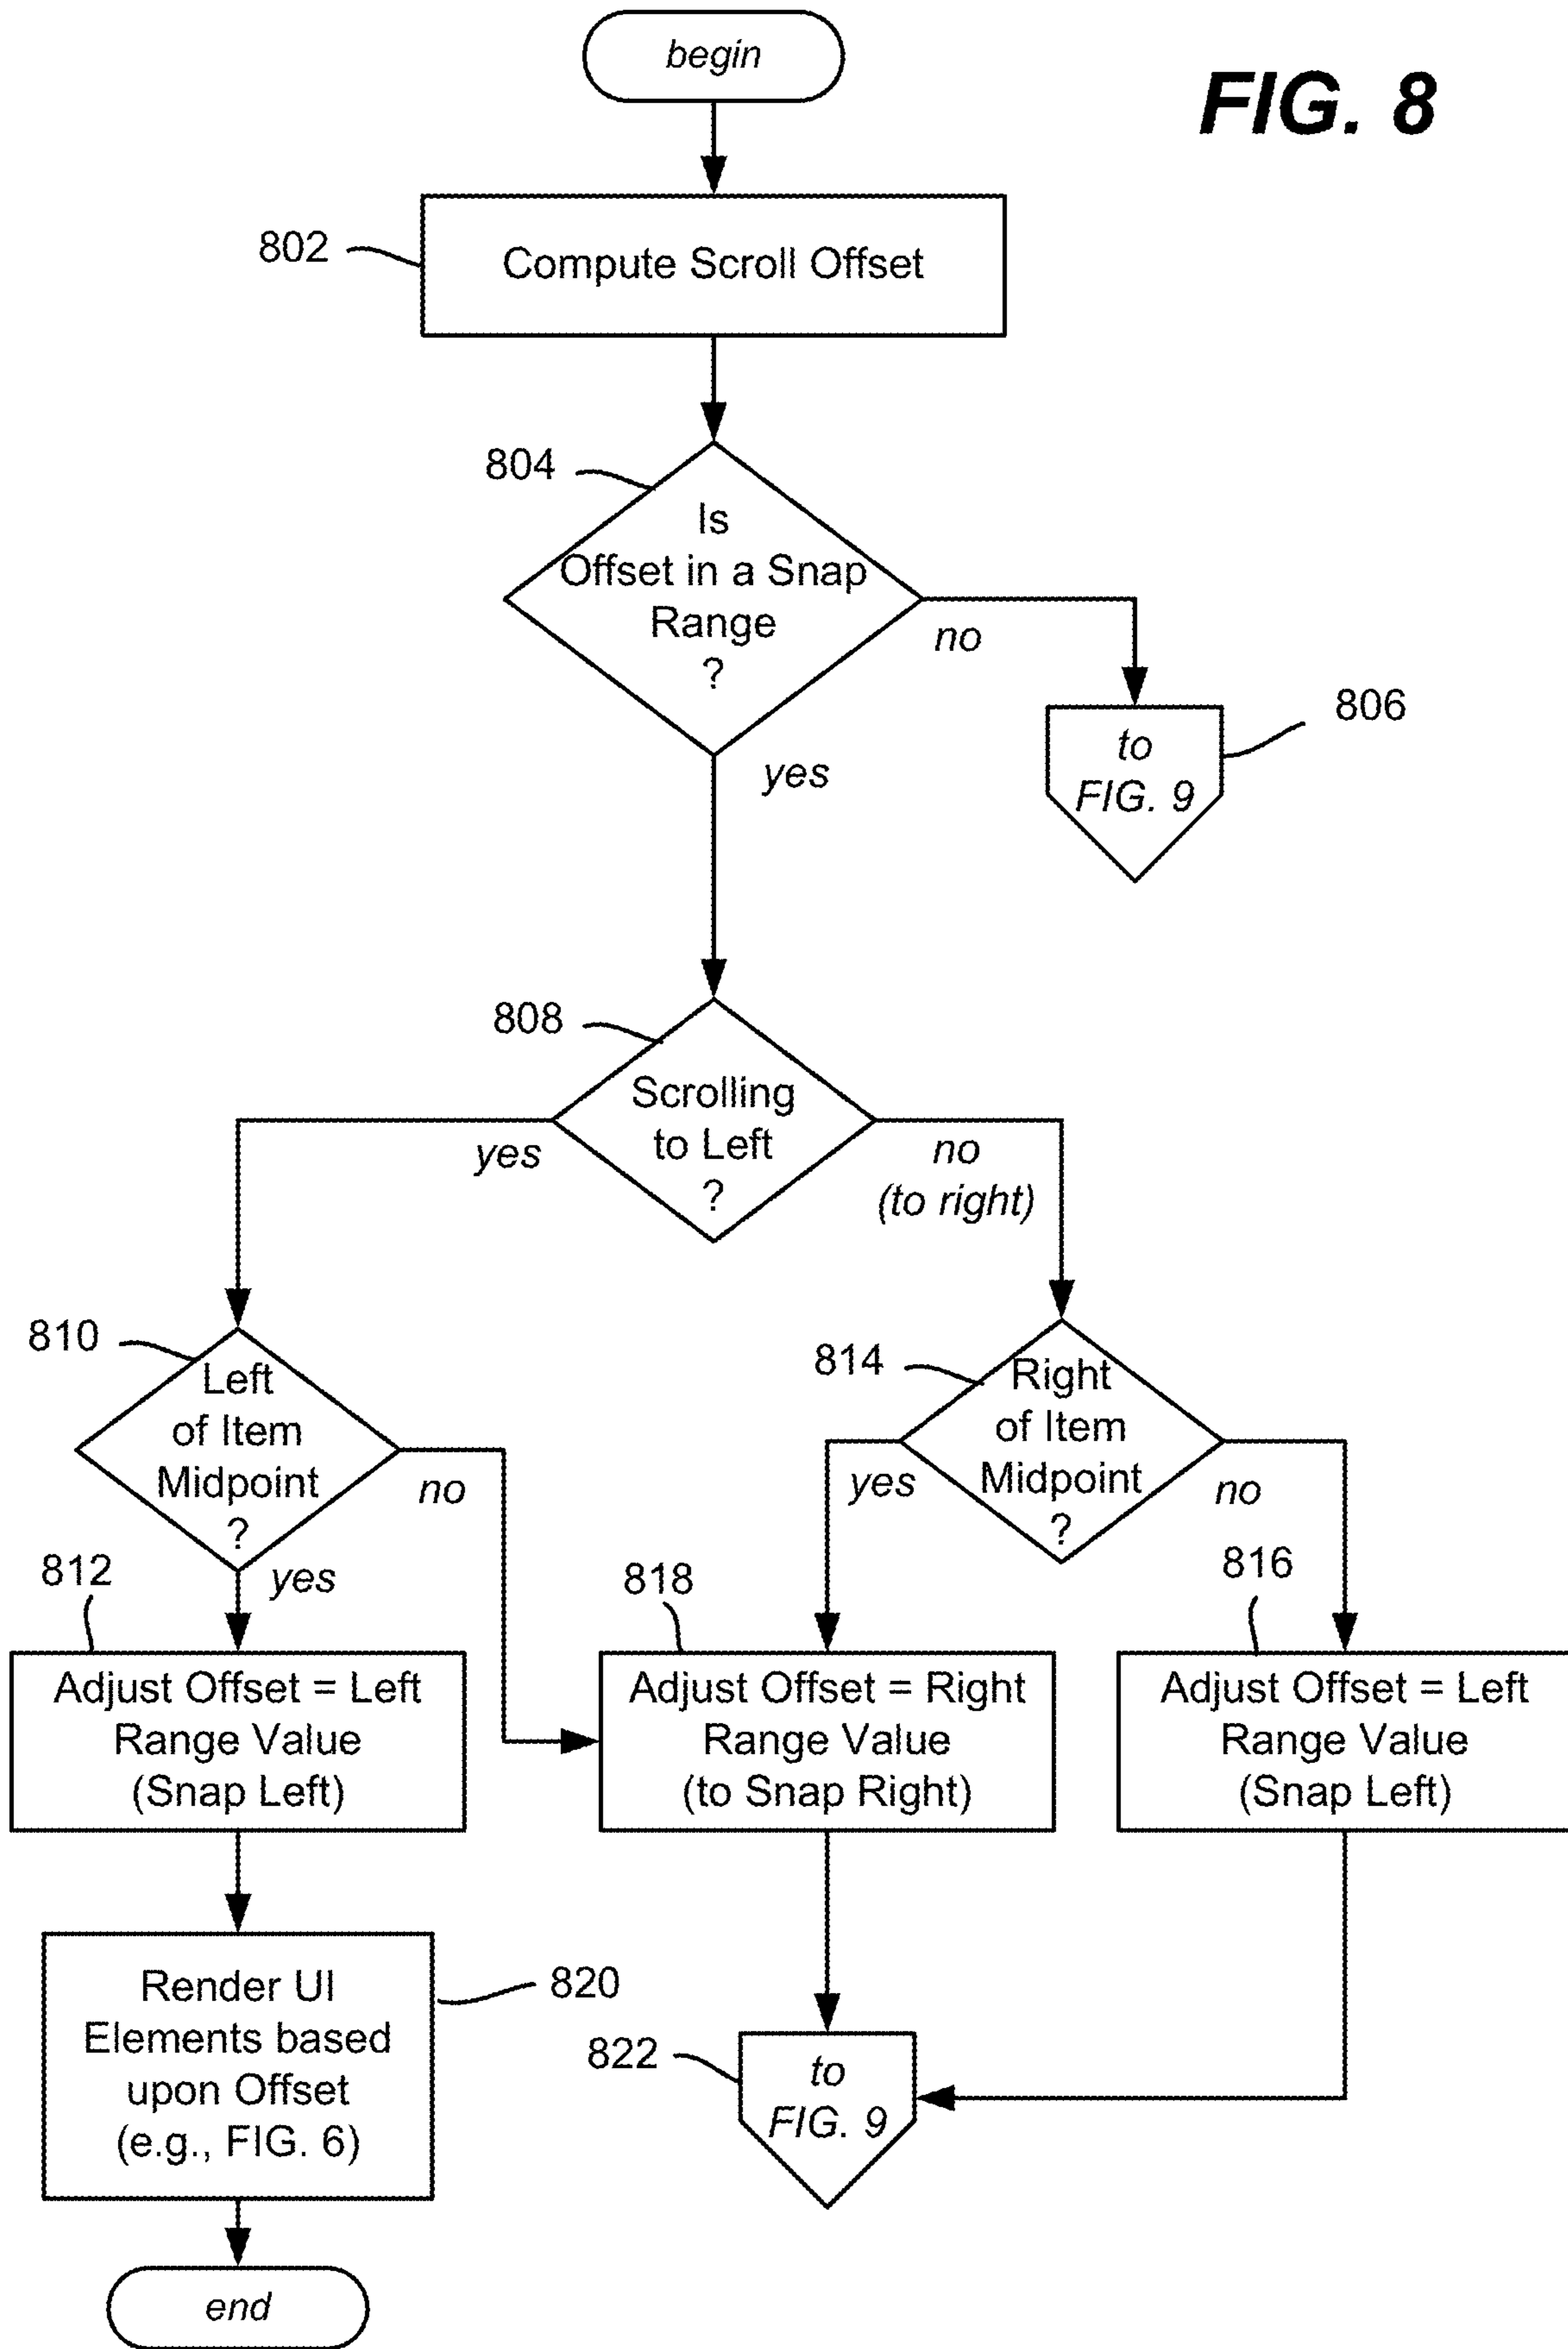 begin
FIG. 8
802
Compute Scroll Offset
804
Is
Offset in a Snap
Range
?
no
yes
806
to
FIG. 9
808
Scrolling
to Left
?
yes
no
(to right)
810
Left
of Item
Midpoint
?
no
yes
814
Right
of Item
Midpoint
?
yes
no
812
Adjust Offset = Left
Range Value
(Snap Left)
818
Adjust Offset = Right
Range Value
(to Snap Right)
816
Adjust Offset = Left
Range Value
(Snap Left)
Render UI
Elements based
upon Offset
(e.g., FIG. 6)
820
822
to
FIG. 9
end